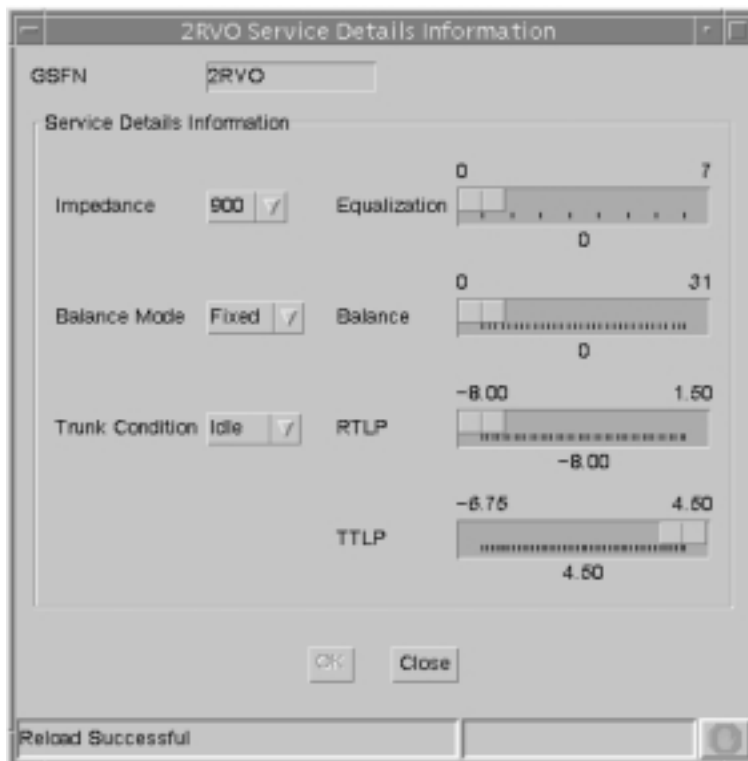 2RVO Service Details Information
GSFN 2RVO
Service Details Information
0 7
Impedance 900 Equalization
0
0 31
Balance Mode Fixed Balance
0
-8.00 1.50
Trunk Condition Idle RTLP
-8.00
-6.75 4.50
TTLP
4.50
OK Close
Reload Successful